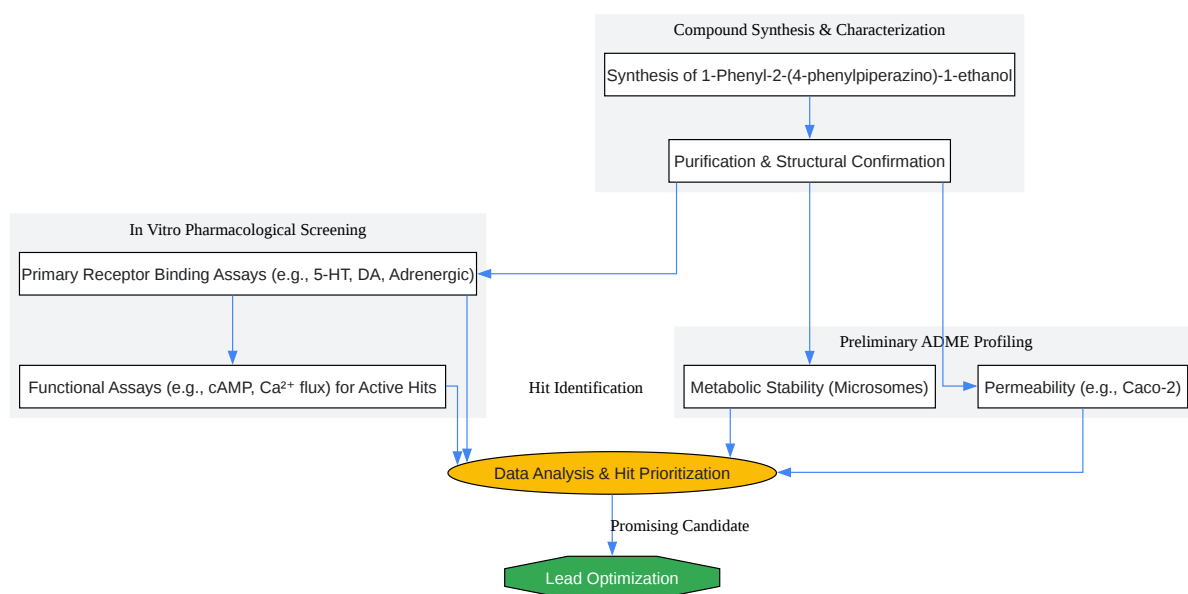 Compound Synthesis & Characterization
Synthesis of 1-Phenyl-2-(4-phenylpiperazino)-1-ethanol
Purification & Structural Confirmation
In Vitro Pharmacological Screening
Primary Receptor Binding Assays (e.g., 5-HT, DA, Adrenergic)
Functional Assays (e.g., cAMP, Ca²⁺ flux) for Active Hits
Hit Identification
Preliminary ADME Profiling
Metabolic Stability (Microsomes)
Permeability (e.g., Caco-2)
Data Analysis & Hit Prioritization
Promising Candidate
Lead Optimization